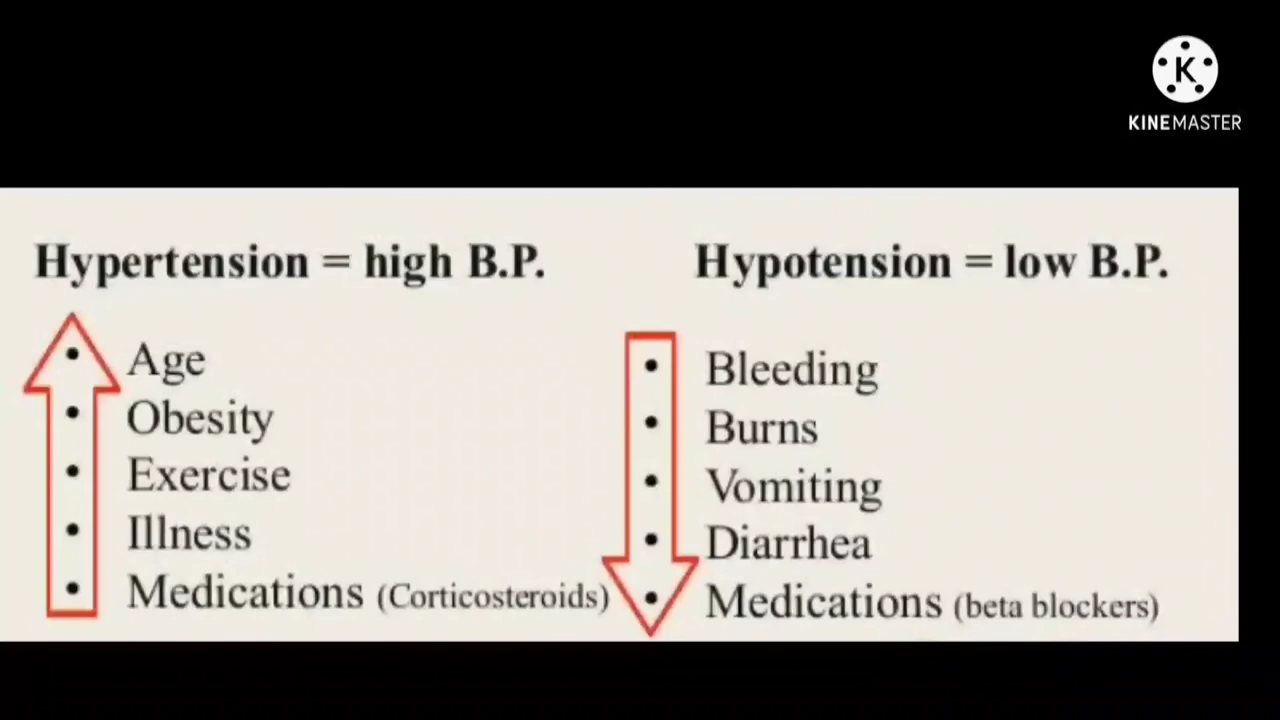 K
KINEMASTER
Hypertension = high B.P.
• Age
• Obesity
• Exercise
• Illness
• Medications (Corticosteroids)
Hypotension = low B.P.
• Bleeding
• Burns
• Vomiting
• Diarrhea
• Medications (beta blockers)